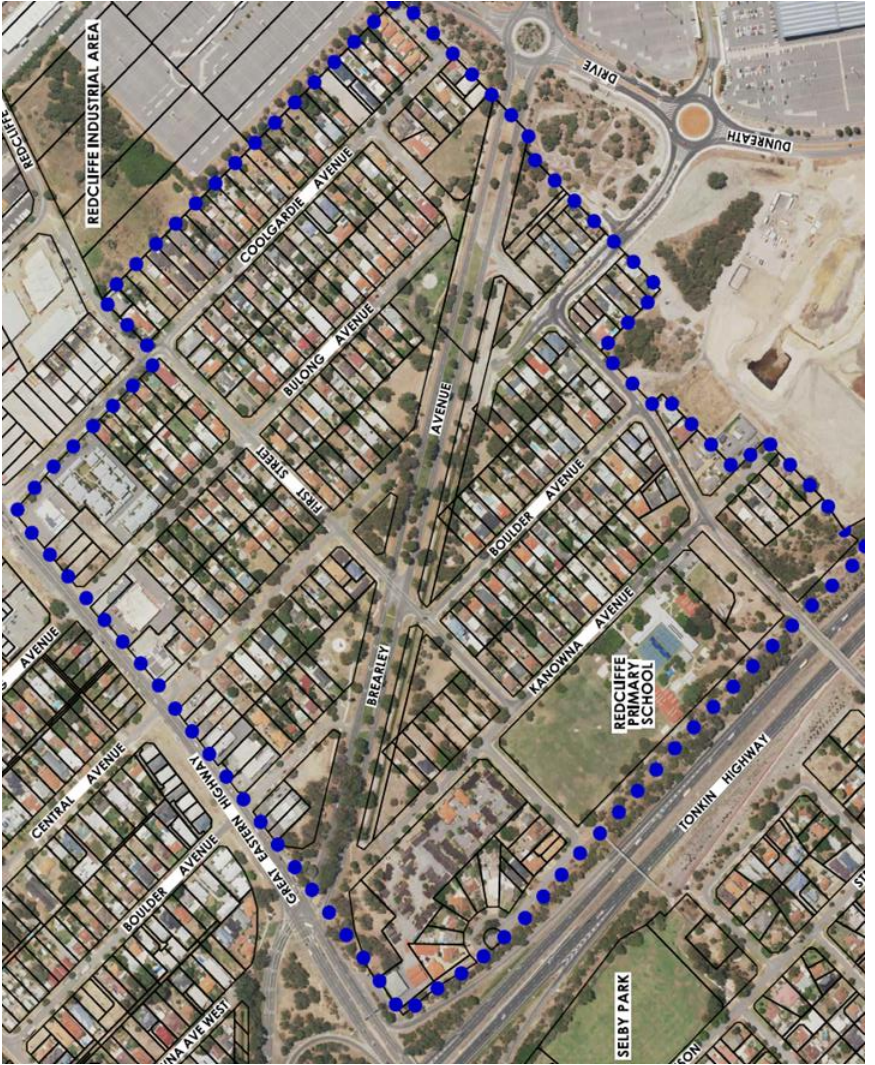 REDCLIFFE
REDCLIFFE INDUSTRIAL AREA
DRIVE
DUNREATH
COOLGARDIE AVENUE
BULONG AVENUE
FIRST STREET
AVENUE
BREARLEY
BOULDER AVENUE
KANOWNA AVENUE
REDCLIFFE
PRIMARY
SCHOOL
AVENUE
CENTRAL AVENUE
GREAT EASTERN HIGHWAY
BOULDER AVENUE
NA AVE WEST
TONKIN HIGHWAY
SELBY PARK
SON
ST